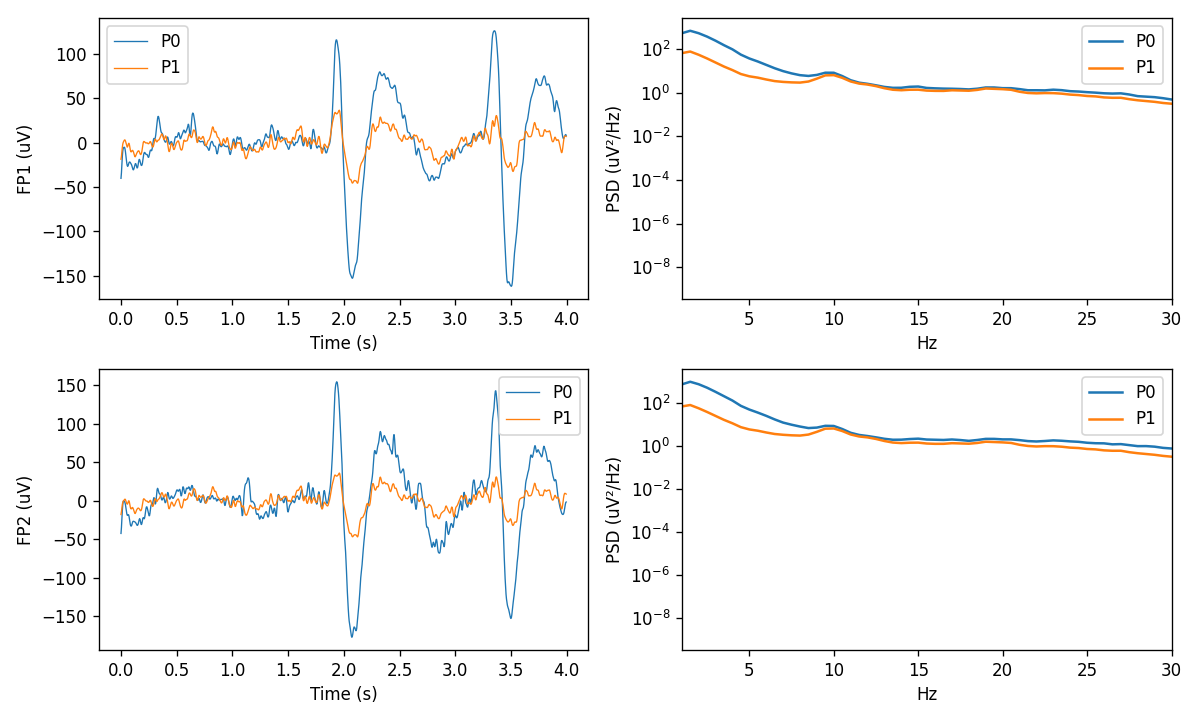 P0
P1
100
50
0
−50
−100
−150
FP1 (uV)
0.0 0.5 1.0 1.5 2.0 2.5 3.0 3.5 4.0
Time (s)
P0
P1
10²
10⁰
10⁻²
10⁻⁴
10⁻⁶
10⁻⁸
PSD (uV²/Hz)
5 10 15 20 25 30
Hz
P0
P1
150
100
50
0
−50
−100
−150
FP2 (uV)
0.0 0.5 1.0 1.5 2.0 2.5 3.0 3.5 4.0
Time (s)
P0
P1
10²
10⁰
10⁻²
10⁻⁴
10⁻⁶
10⁻⁸
PSD (uV²/Hz)
5 10 15 20 25 30
Hz